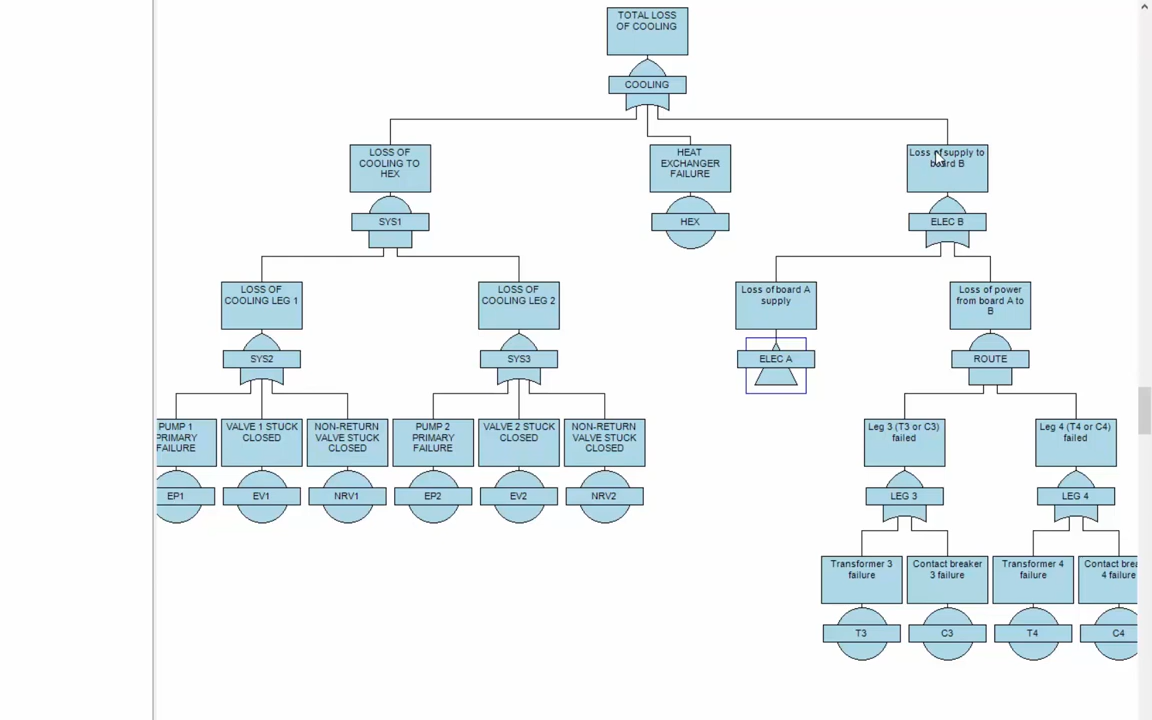 TOTAL LOSS
OF COOLING
COOLING
LOSS OF
COOLING TO
HEX
HEAT
EXCHANGER
FAILURE
Loss of supply to
board B
SYS1
HEX
ELEC B
LOSS OF
COOLING LEG 1
LOSS OF
COOLING LEG 2
Loss of board A
supply
Loss of power
from board A to
B
SYS2
SYS3
ELEC A
ROUTE
PUMP 1
PRIMARY
FAILURE
VALVE 1 STUCK
CLOSED
NON-RETURN
VALVE STUCK
CLOSED
PUMP 2
PRIMARY
FAILURE
VALVE 2 STUCK
CLOSED
NON-RETURN
VALVE STUCK
CLOSED
Leg 3 (T3 or C3)
failed
Leg 4 (T4 or C4)
failed
EP1
EV1
NRV1
EP2
EV2
NRV2
LEG 3
LEG 4
Transformer 3
failure
Contact breaker
3 failure
Transformer 4
failure
Contact brea
4 failure
T3
C3
T4
C4